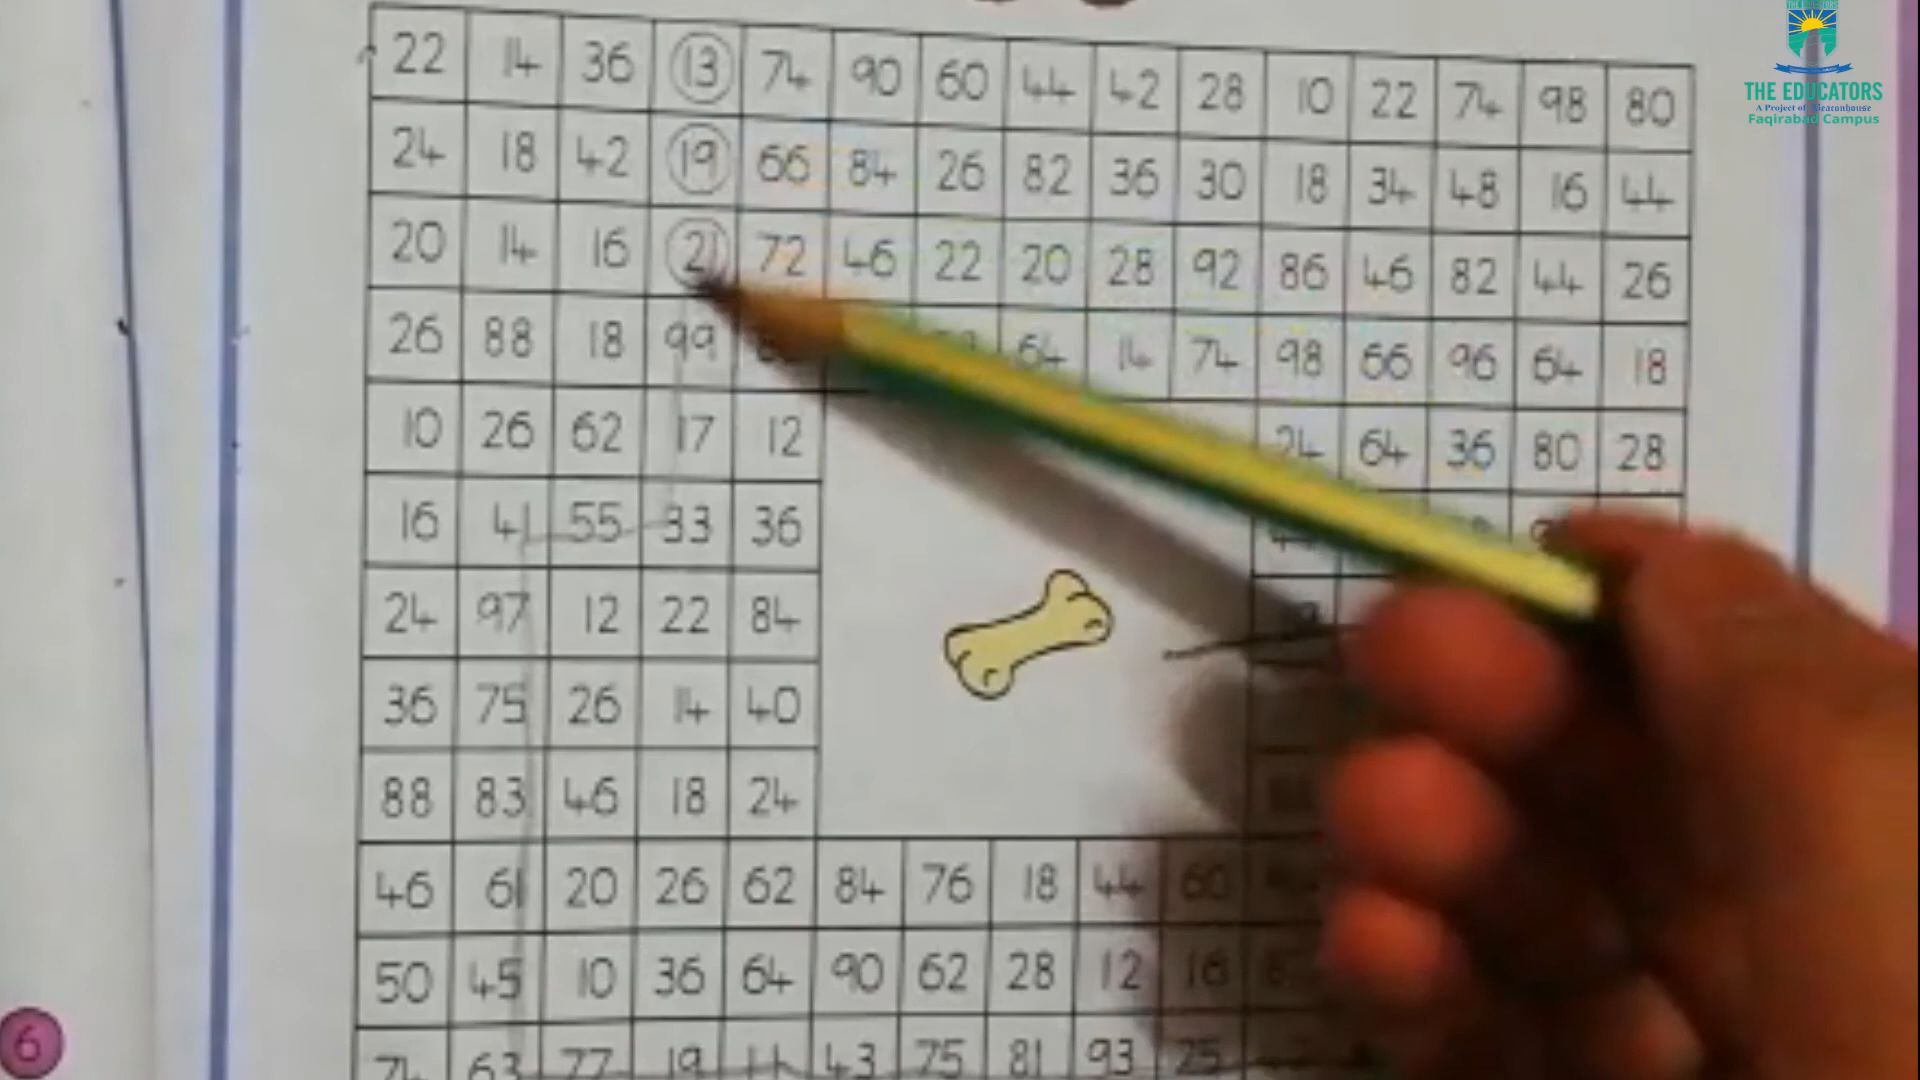 THE EDUCATORS
A Project of Beaconhouse
Faqirabad Campus
22 14 36 13 74 90 60 44 42 28 10 22 74 98 80
24 18 42 19 66 84 26 82 36 30 18 34 48 16 44
20 14 16 21 72 46 22 20 28 92 86 46 82 44 26
26 88 18 99 64 14 74 98 66 96 64 18
10 26 62 17 12 24 64 36 80 28
16 41 55 33 36
24 97 12 22 84
36 75 26 14 40
88 83 46 18 24
46 61 20 26 62 84 76 18 44 60
50 45 10 36 64 90 62 28 12 16
74 63 77 19 11 43 75 81 93 25
6